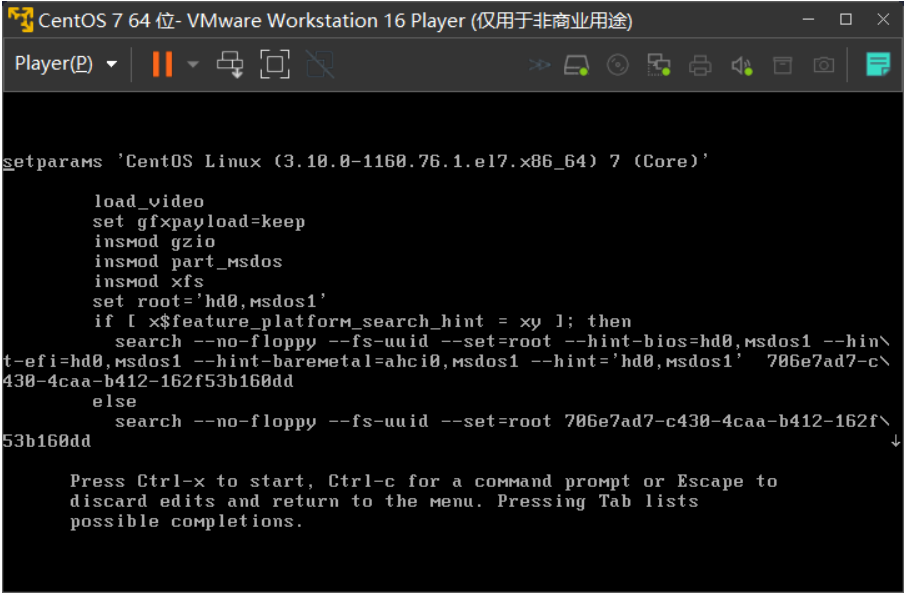 CentOS 7 64 位- VMware Workstation 16 Player (仅用于非商业用途)
Player(P)
setparams 'CentOS Linux (3.10.0-1160.76.1.el7.x86_64) 7 (Core)'
load_video
set gfxpayload=keep
insmod gzio
insmod part_msdos
insmod xfs
set root='hd0,msdos1'
if [ x$feature_platform_search_hint = xy ]; then
search --no-floppy --fs-uuid --set=root --hint-bios=hd0,msdos1 --hin\
t-efi=hd0,msdos1 --hint-baremetal=ahci0,msdos1 --hint='hd0,msdos1'  706e7ad7-c\
430-4caa-b412-162f53b160dd
else
search --no-floppy --fs-uuid --set=root 706e7ad7-c430-4caa-b412-162f\
53b160dd ↓
Press Ctrl-x to start, Ctrl-c for a command prompt or Escape to
discard edits and return to the menu. Pressing Tab lists
possible completions.